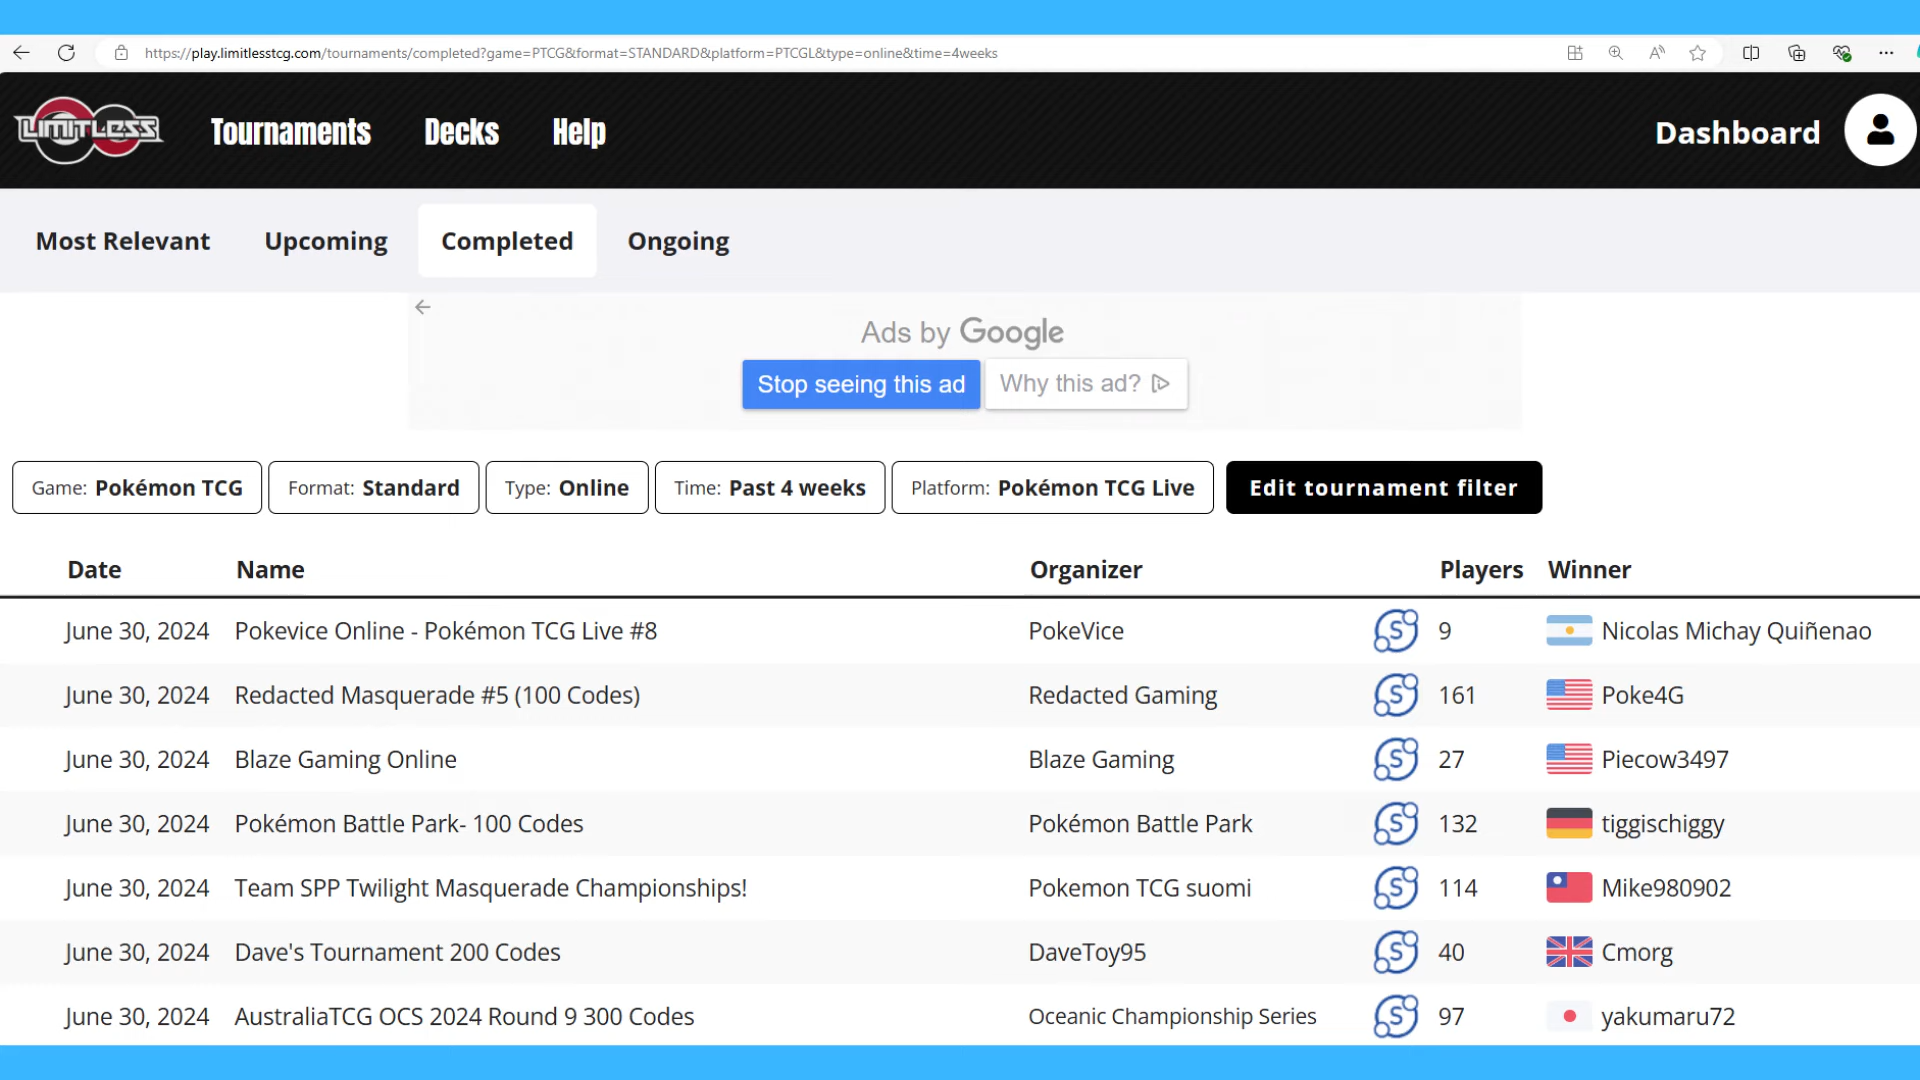 https://play.limitlesstcg.com/tournaments/completed?game=PTCG&format=STANDARD&platform=PTCGL&type=online&time=4weeks
LIMITLESS Tournaments Decks Help Dashboard
Most Relevant Upcoming Completed Ongoing
Ads by Google
Stop seeing this ad Why this ad?
Game: Pokémon TCG Format: Standard Type: Online Time: Past 4 weeks Platform: Pokémon TCG Live Edit tournament filter
Date Name Organizer Players Winner
June 30, 2024 Pokevice Online - Pokémon TCG Live #8 PokeVice S 9 Nicolas Michay Quiñenao
June 30, 2024 Redacted Masquerade #5 (100 Codes) Redacted Gaming S 161 Poke4G
June 30, 2024 Blaze Gaming Online Blaze Gaming S 27 Piecow3497
June 30, 2024 Pokémon Battle Park- 100 Codes Pokémon Battle Park S 132 tiggischiggy
June 30, 2024 Team SPP Twilight Masquerade Championships! Pokemon TCG suomi S 114 Mike980902
June 30, 2024 Dave's Tournament 200 Codes DaveToy95 S 40 Cmorg
June 30, 2024 AustraliaTCG OCS 2024 Round 9 300 Codes Oceanic Championship Series S 97 yakumaru72